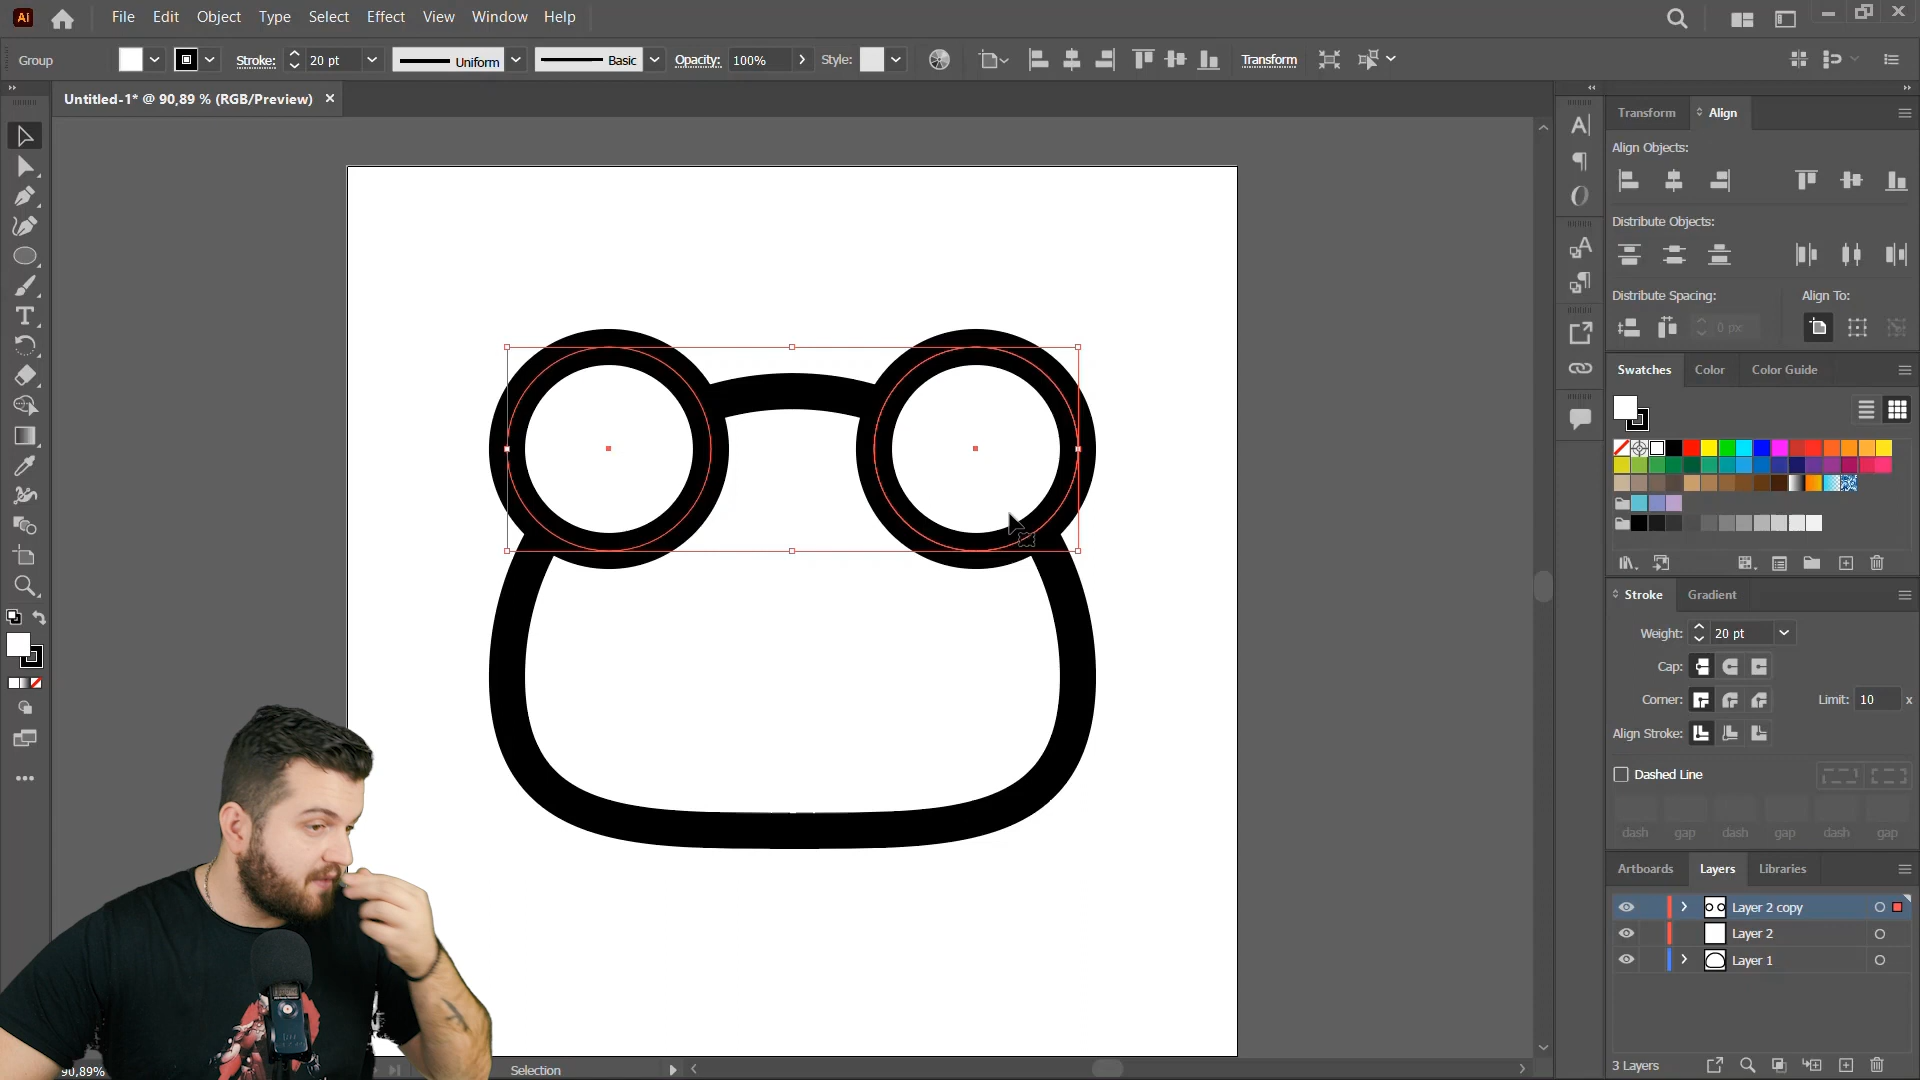 Ai File Edit Object Type Select Effect View Window Help
Group Stroke: 20 pt Uniform Basic Opacity: 100% Style: Transform
Untitled-1* @ 90,89 % (RGB/Preview)
Transform Align
Align Objects:
Distribute Objects:
Distribute Spacing: Align To:
0 px
Swatches Color Color Guide
Stroke Gradient
Weight: 20 pt
Cap:
Corner: Limit: 10 x
Align Stroke:
Dashed Line
dash gap dash gap dash gap
Artboards Layers Libraries
Layer 2 copy
Layer 2
Layer 1
3 Layers
90,89% Selection